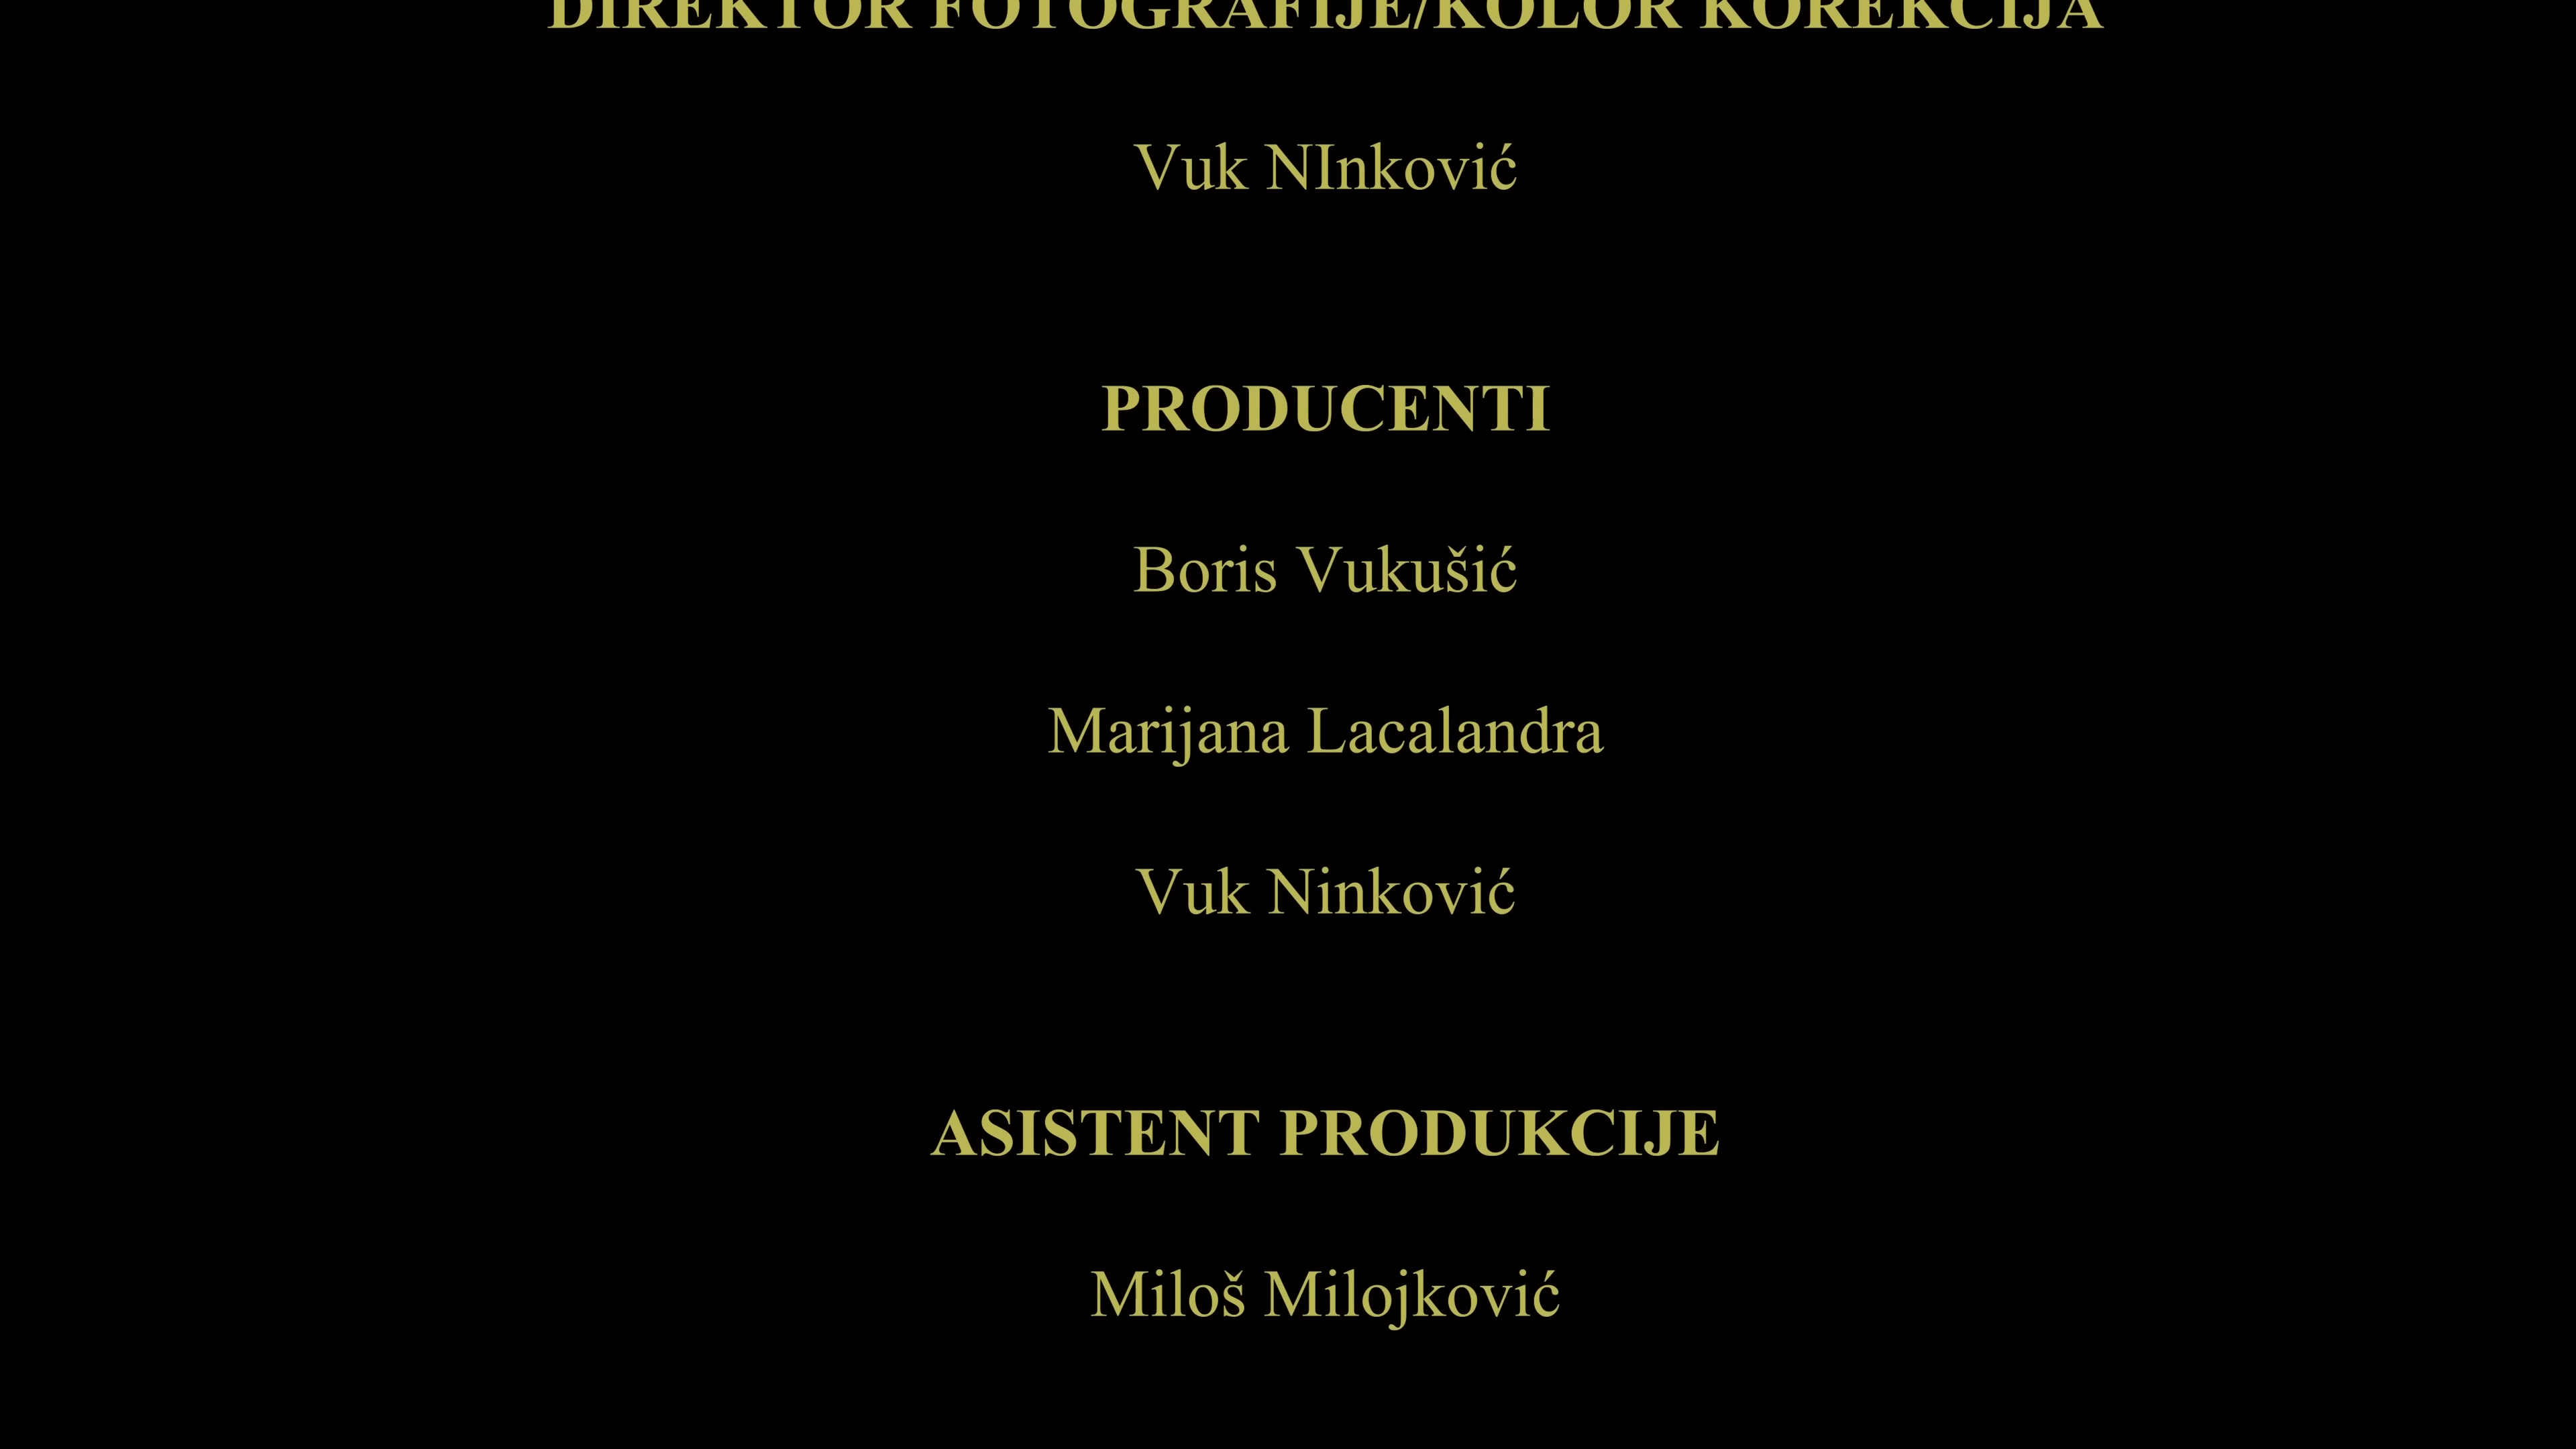 DIREKTOR FOTOGRAFIJE/KOLOR KOREKCIJA
Vuk NInković
PRODUCENTI
Boris Vukušić
Marijana Lacalandra
Vuk Ninković
ASISTENT PRODUKCIJE
Miloš Milojković